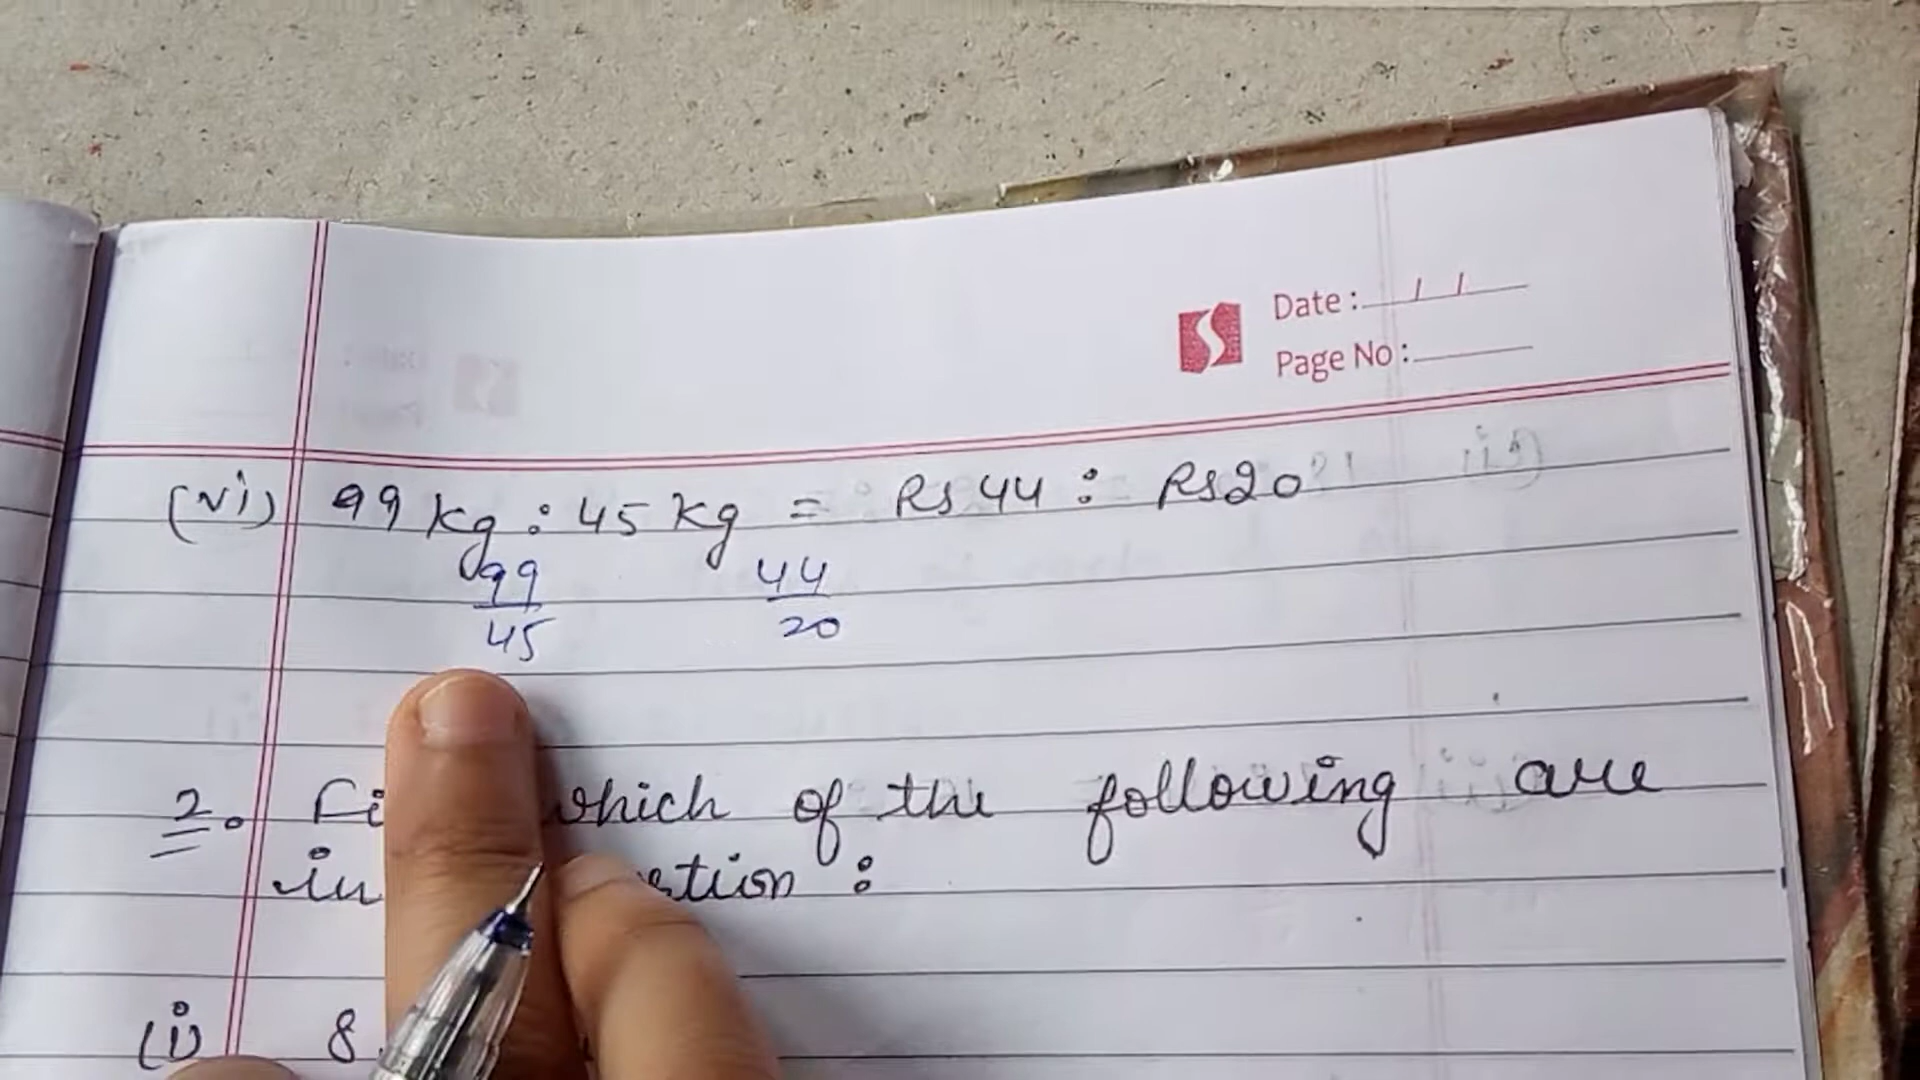 Date : / /
Page No :
(vi) 99 kg : 45 kg = Rs 44 : Rs 20
99 44
45 20
2. which of the following are
in :
(i) 8